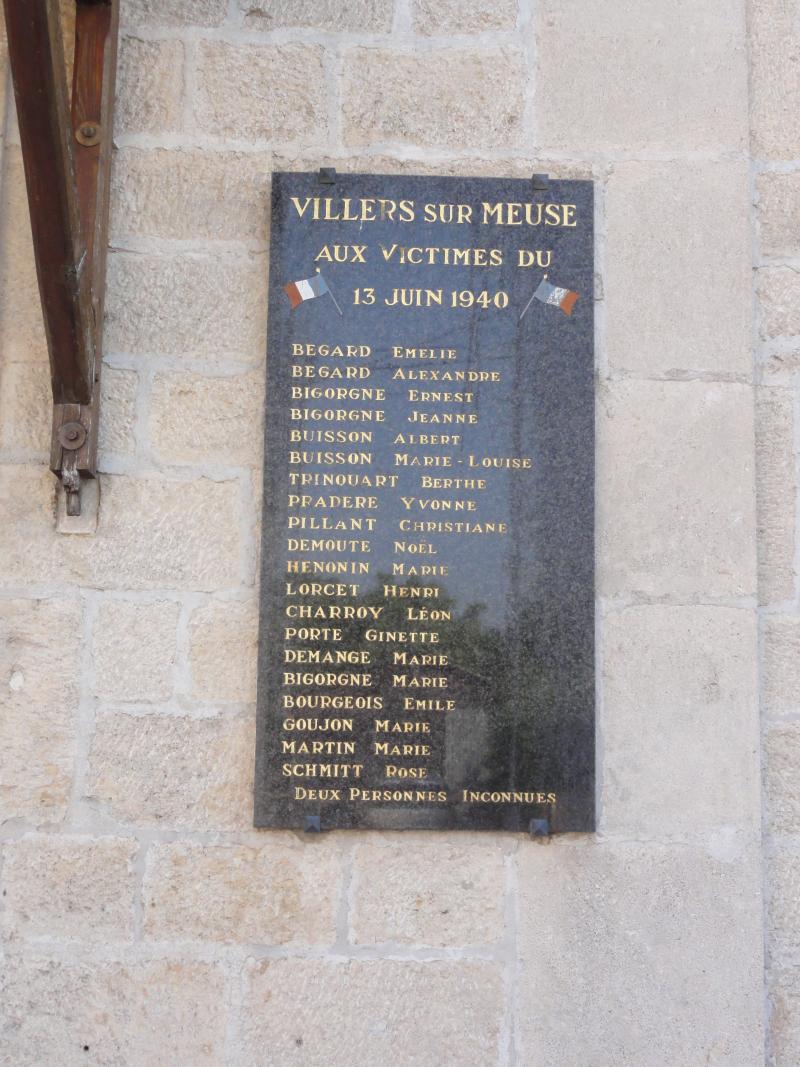 VILLERS SUR MEUSE
AUX VICTIMES DU
13 JUIN 1940
BEGARD EMELIE
BEGARD ALEXANDRE
BIGORGNE ERNEST
BIGORGNE JEANNE
BUISSON ALBERT
BUISSON MARIE-LOUISE
TRINQUART BERTHE
PRADERE YVONNE
PILLANT CHRISTIANE
DEMOUTE NOËL
HENONIN MARIE
LORCET HENRI
CHARROY LÉON
PORTE GINETTE
DEMANGE MARIE
BIGORGNE MARIE
BOURGEOIS EMILE
GOUJON MARIE
MARTIN MARIE
SCHMITT ROSE
DEUX PERSONNES INCONNUES